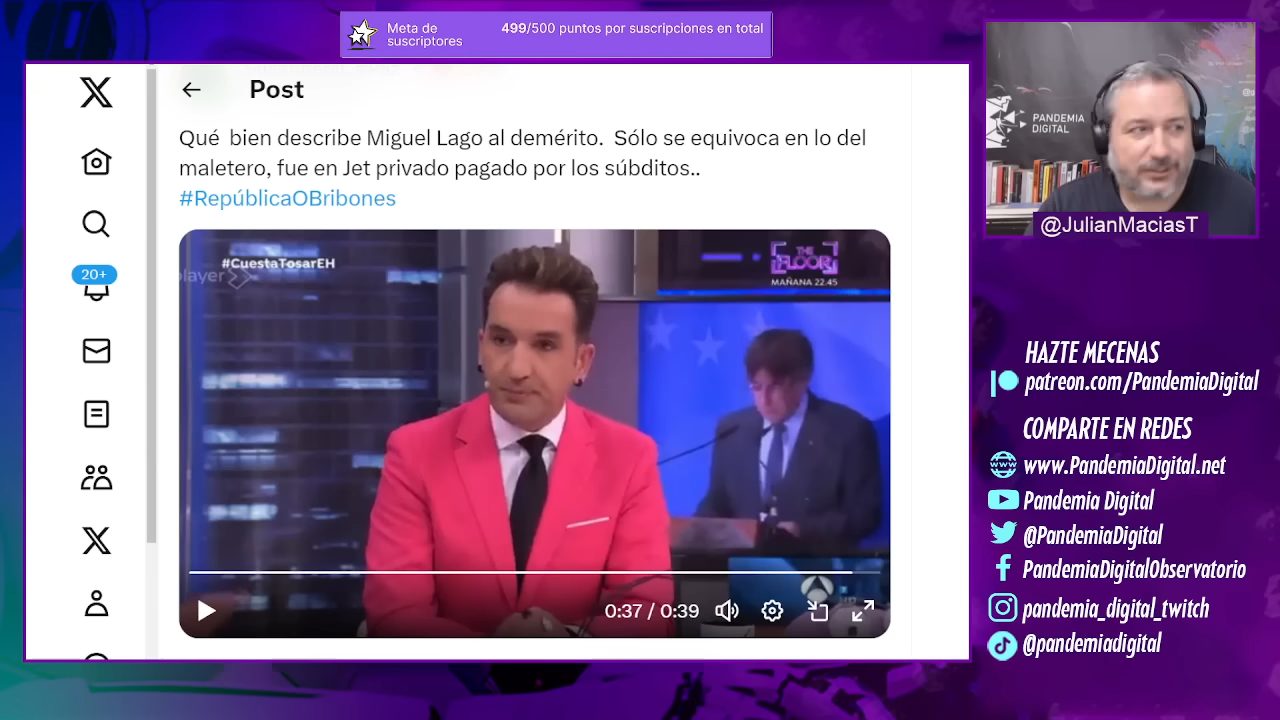 Meta de
suscriptores
499/500 puntos por suscripciones en total
Post
Qué bien describe Miguel Lago al demérito. Sólo se equivoca en lo del
maletero, fue en Jet privado pagado por los súbditos..
#RepúblicaOBribones
20+
#CuestaTosarEH
player
THE
FLOOR
MAÑANA 22.45
0:37 / 0:39
PANDEMIA
DIGITAL
@JulianMaciasT
HAZTE MECENAS
patreon.com/PandemiaDigital
COMPARTE EN REDES
www
www.PandemiaDigital.net
Pandemia Digital
@PandemiaDigital
PandemiaDigitalObservatorio
pandemia_digital_twitch
@pandemiadigital